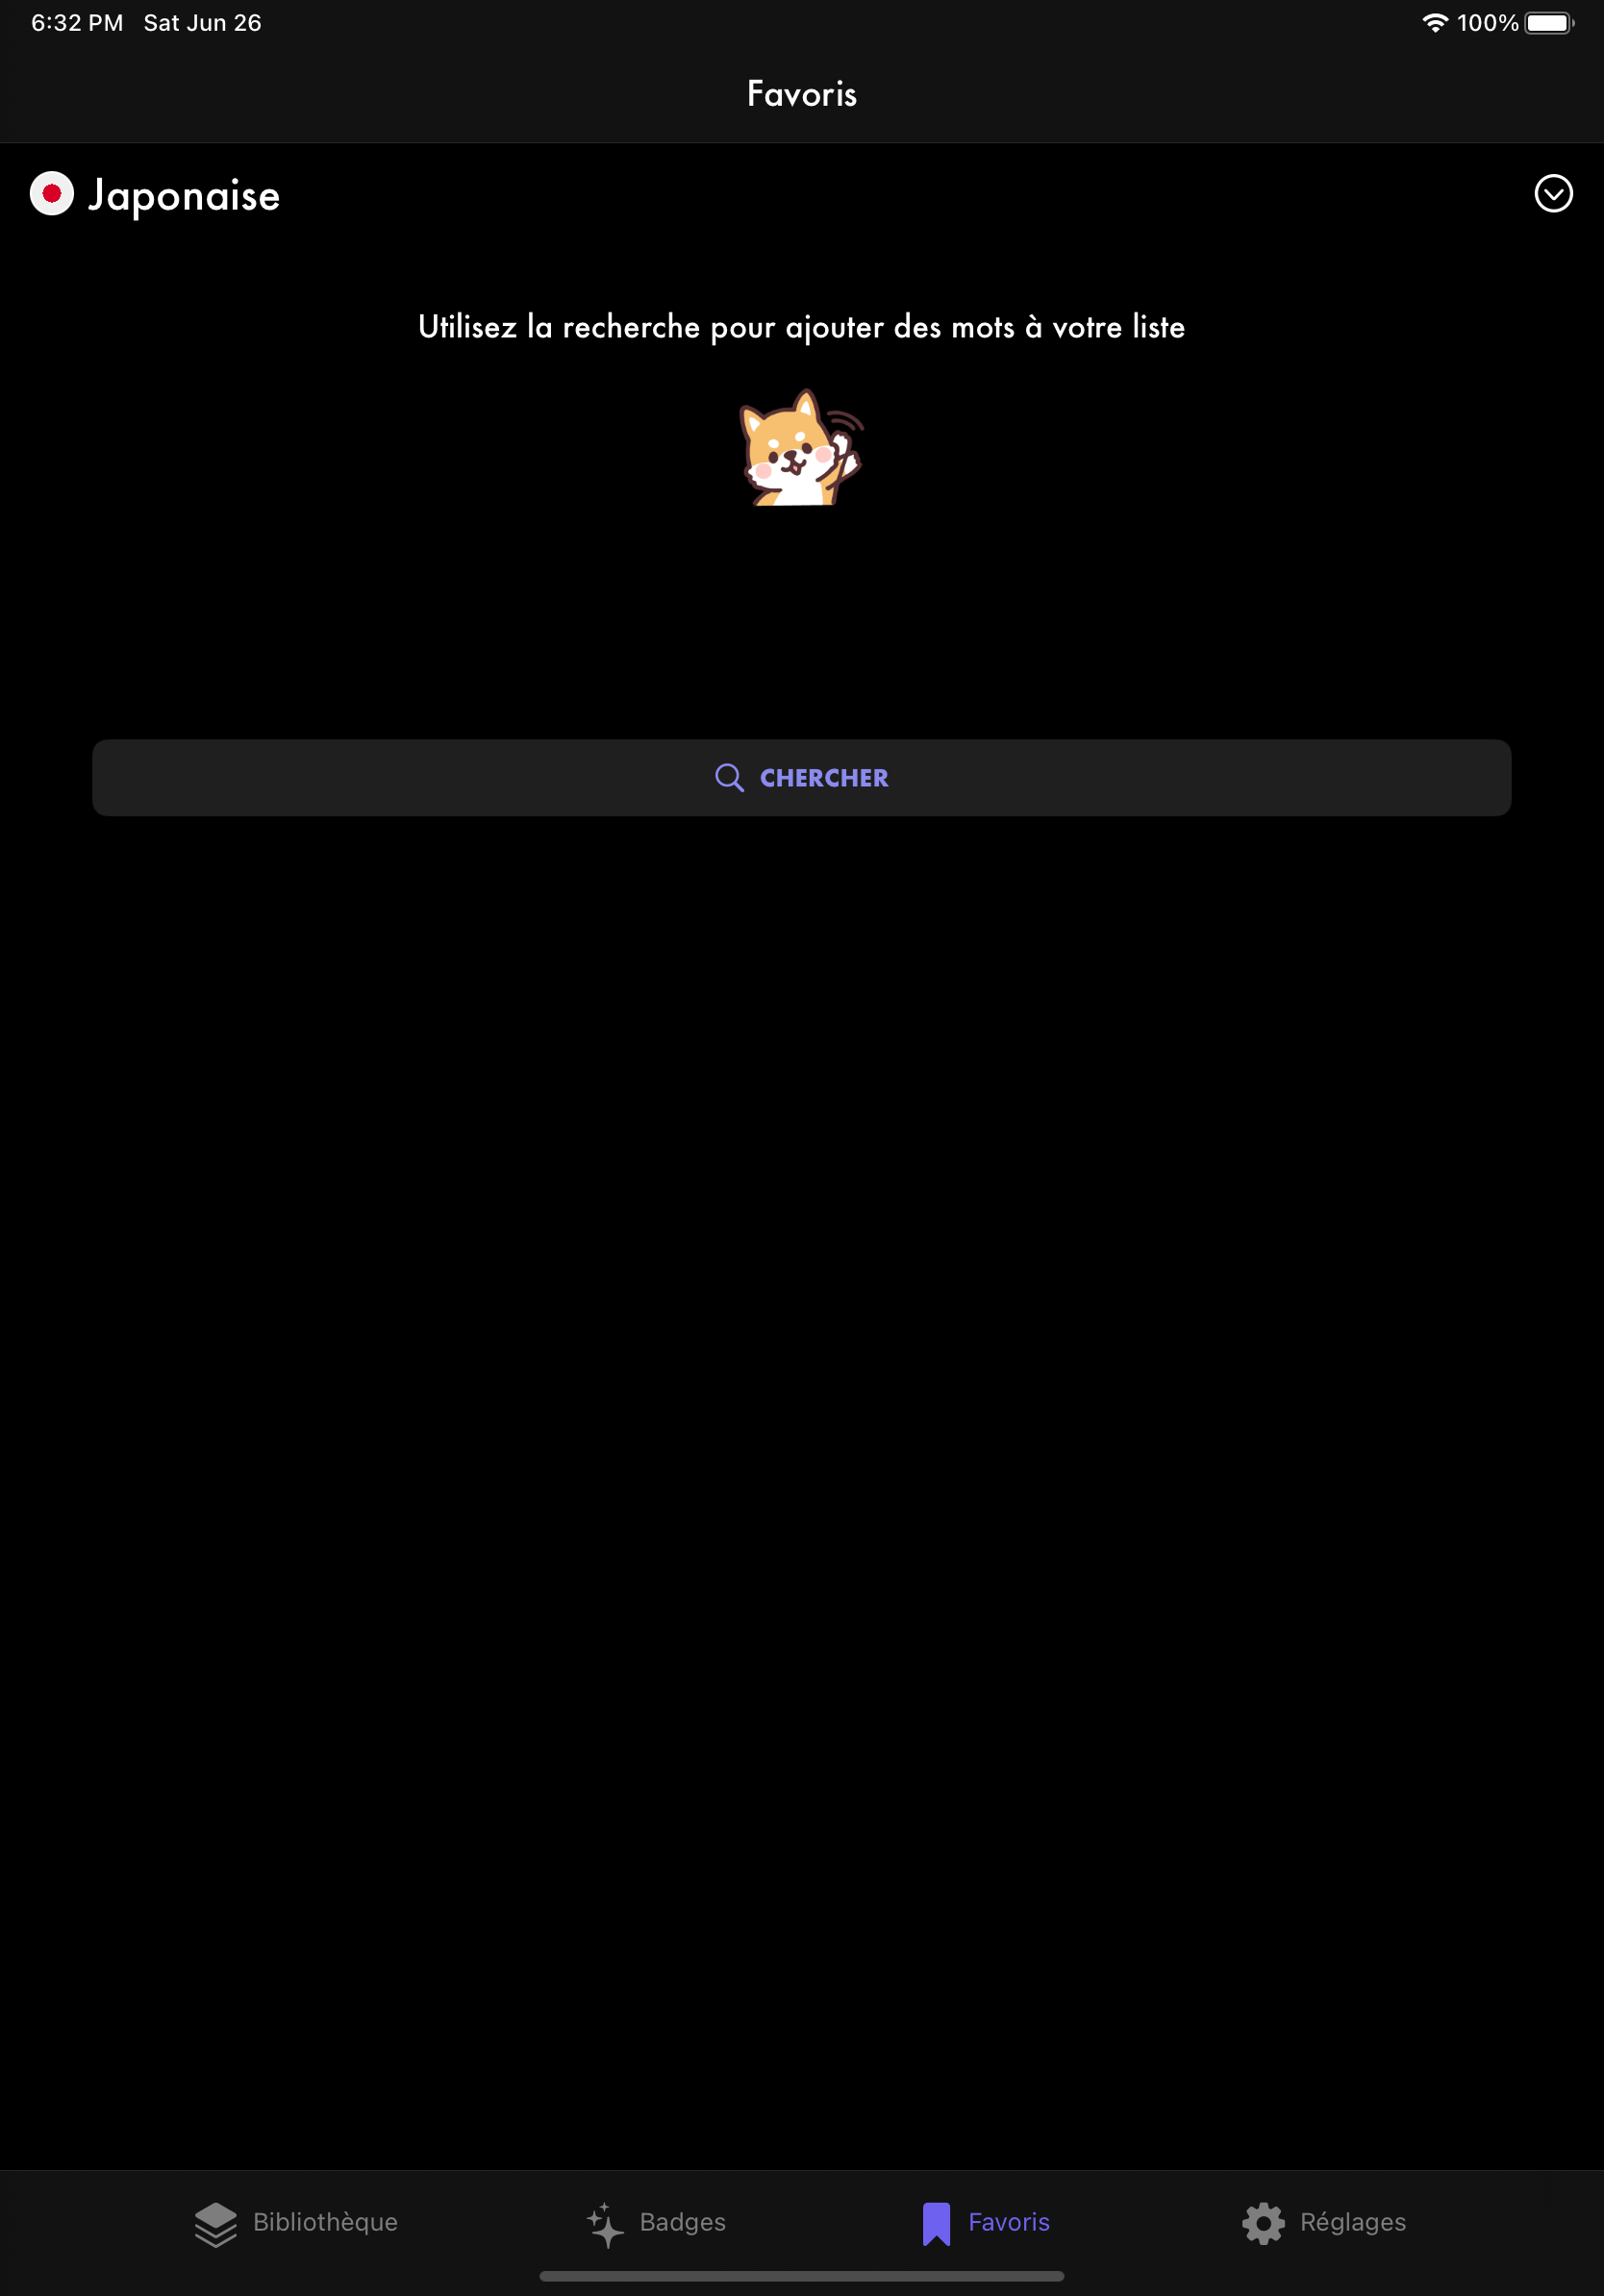 6:32 PM Sat Jun 26 100%
Favoris
Japonaise
Utilisez la recherche pour ajouter des mots à votre liste
CHERCHER
Bibliothèque Badges Favoris Réglages